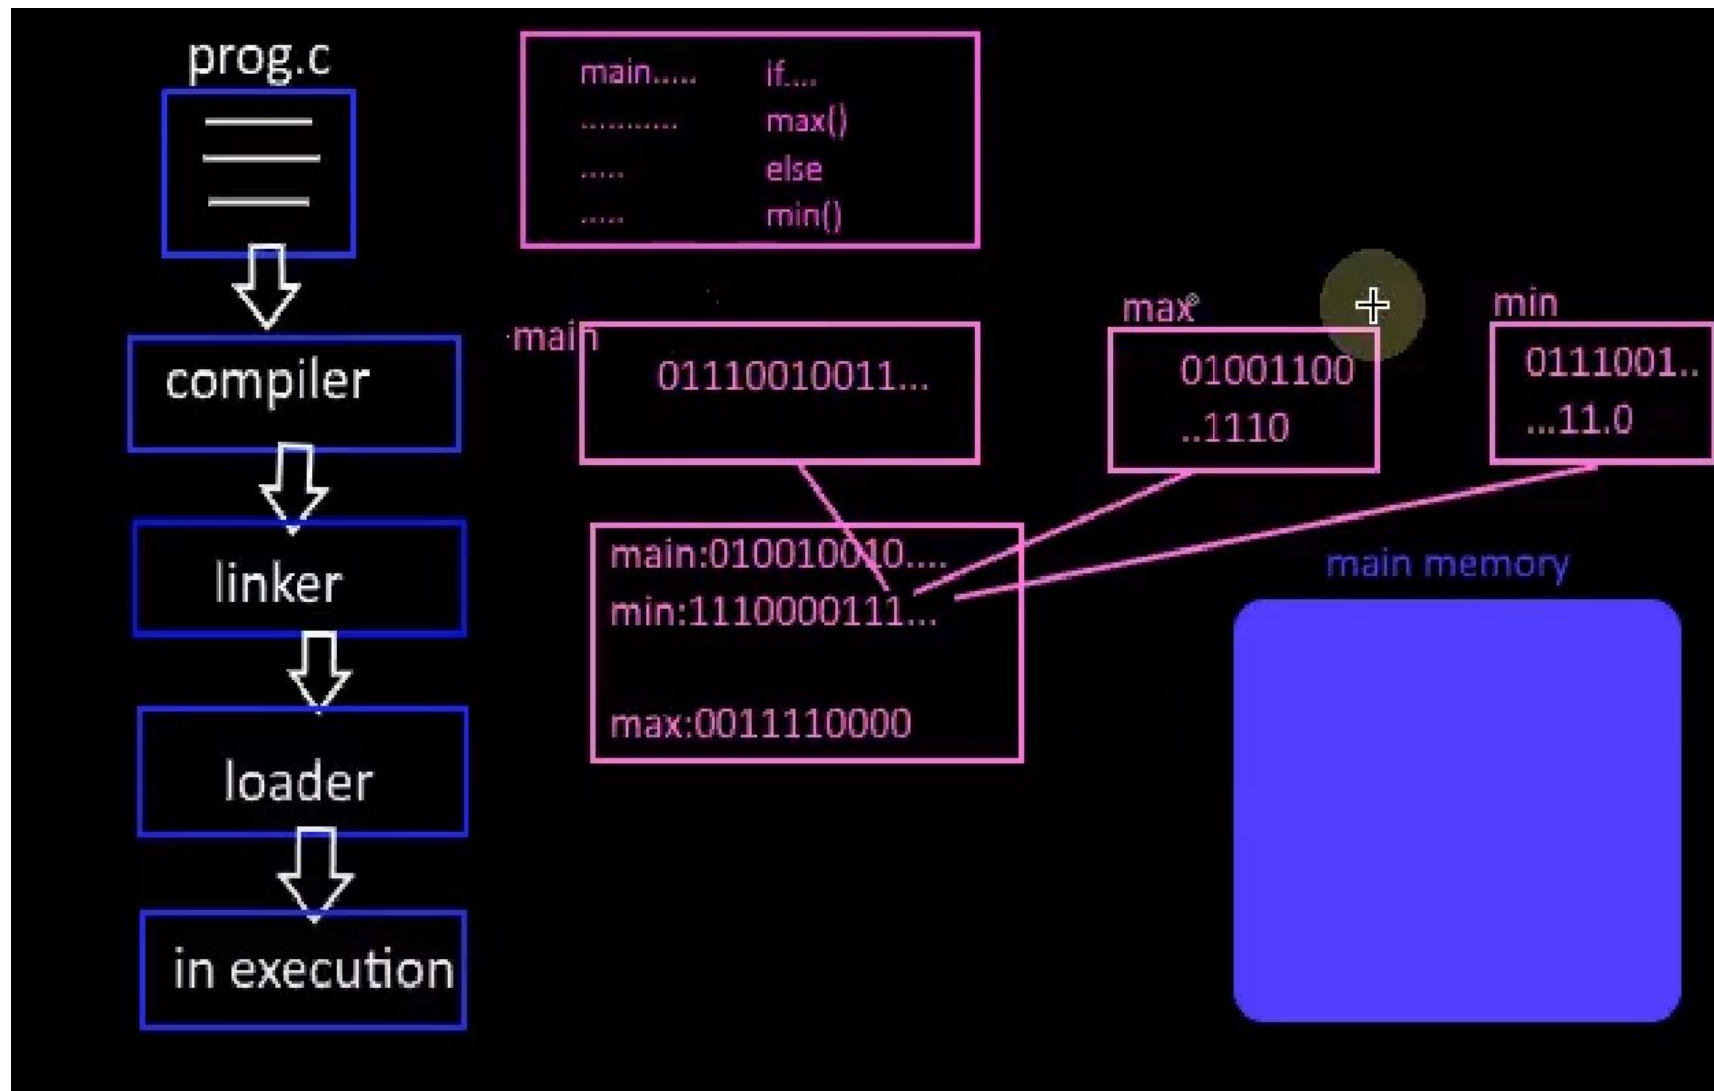 prog.c
main..... if....
........... max()
..... else
..... min()
compiler
main
01110010011...
max
01001100
..1110
min
0111001..
...11.0
linker
main:010010010....
min:1110000111...
max:0011110000
main memory
loader
in execution